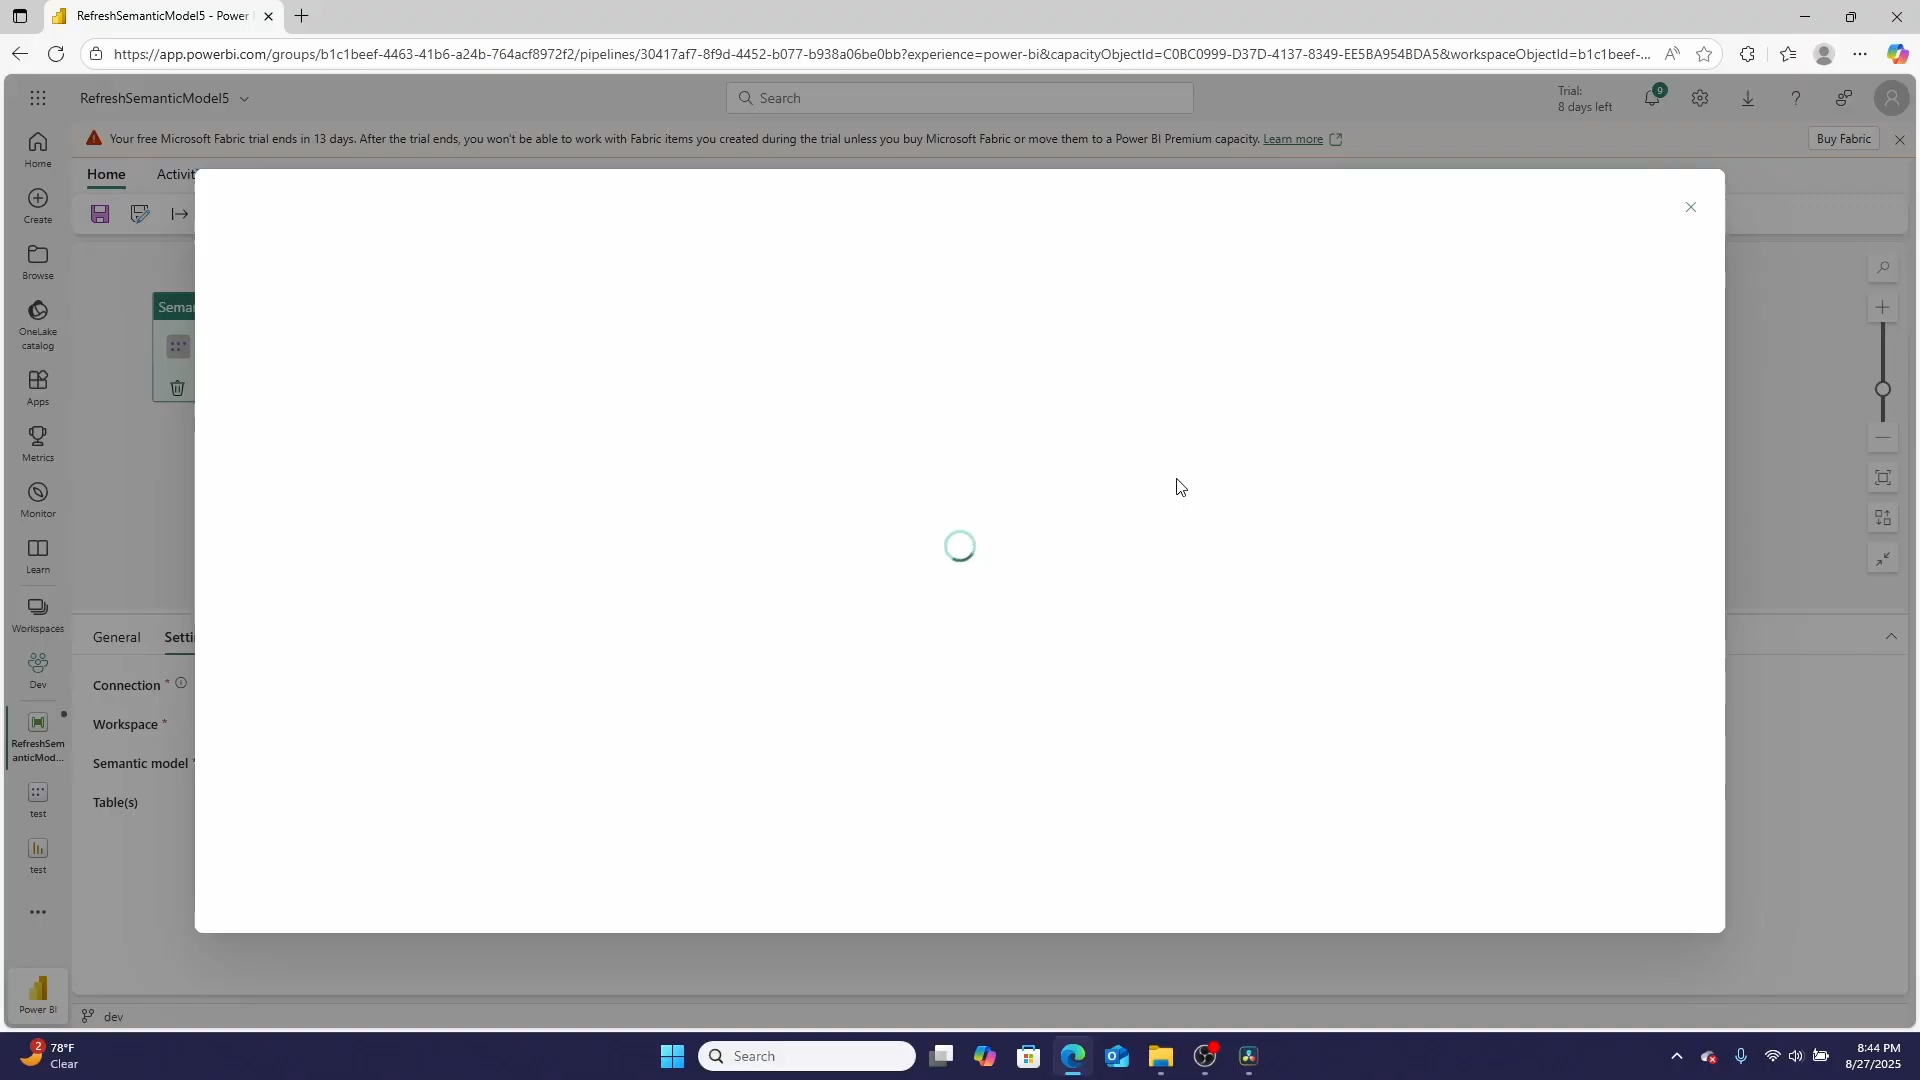 RefreshSemanticModel5 - Power
https://app.powerbi.com/groups/b1c1beef-4463-41b6-a24b-764acf8972f2/pipelines/30417af7-8f9d-4452-b077-b938a06be0bb?experience=power-bi&capacityObjectId=C0BC0999-D37D-4137-8349-EE5BA954BDA5&workspaceObjectId=b1c1beef-...
RefreshSemanticModel5
Search
Trial:
8 days left
9
Your free Microsoft Fabric trial ends in 13 days. After the trial ends, you won't be able to work with Fabric items you created during the trial unless you buy Microsoft Fabric or move them to a Power BI Premium capacity. Learn more
Buy Fabric
Home
Create
Browse
OneLake
catalog
Apps
Metrics
Monitor
Learn
Workspaces
Dev
RefreshSem
anticMod...
test
test
Power BI
Home
Activit
Seman
General
Settin
Connection *
Workspace *
Semantic model *
Table(s)
dev
2
78°F
Clear
Search
8:44 PM
8/27/2025